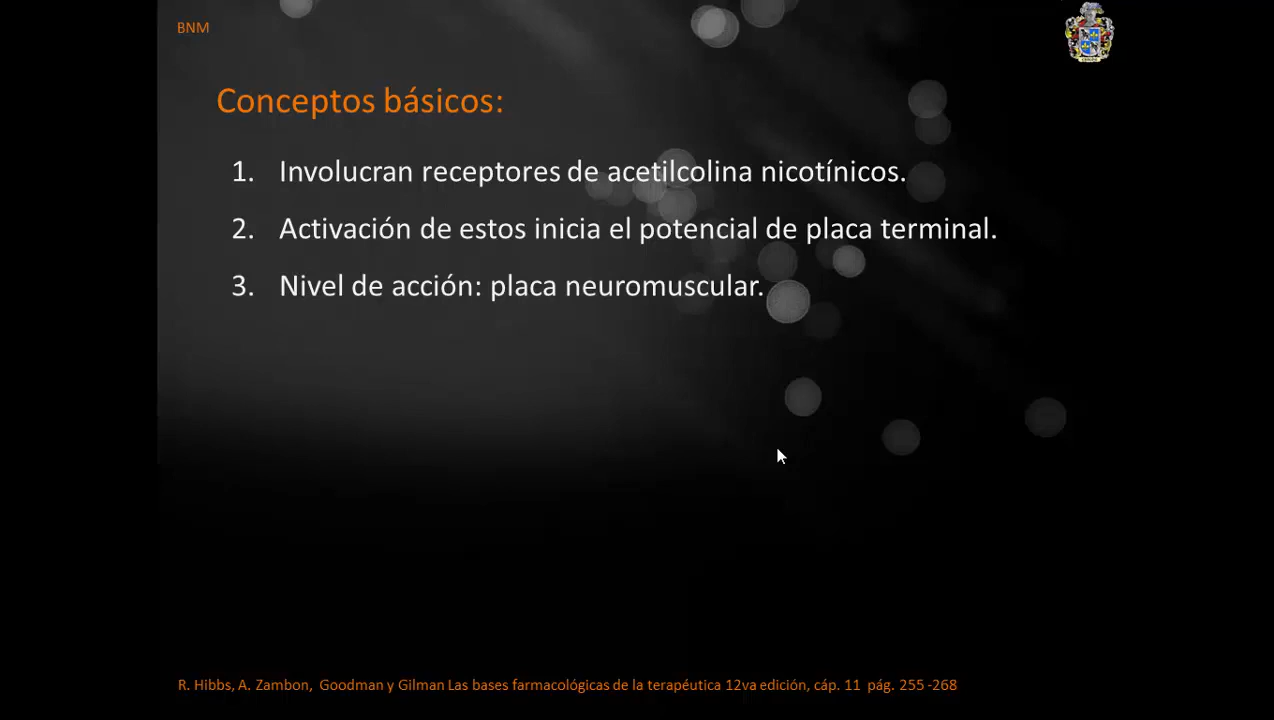 BNM
Conceptos básicos:
1. Involucran receptores de acetilcolina nicotínicos.
2. Activación de estos inicia el potencial de placa terminal.
3. Nivel de acción: placa neuromuscular.
R. Hibbs, A. Zambon, Goodman y Gilman Las bases farmacológicas de la terapéutica 12va edición, cáp. 11 pág. 255 -268